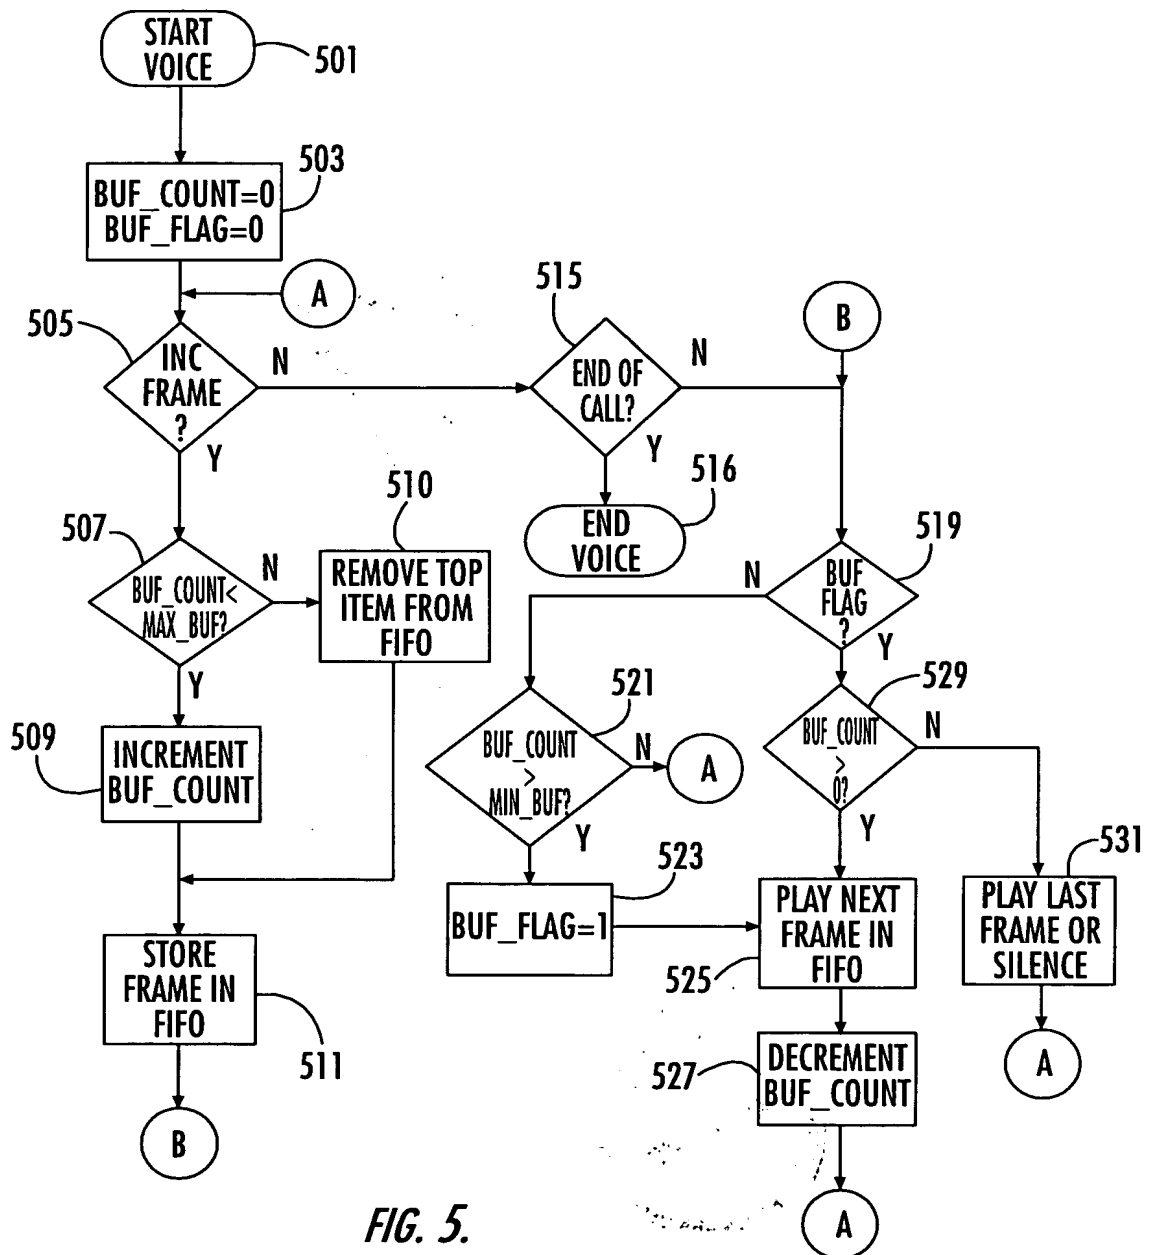 START
VOICE
501
BUF_COUNT=0
BUF_FLAG=0
503
A
505
INC
FRAME
?
N
Y
515
END OF
CALL?
N
Y
B
516
END
VOICE
507
BUF_COUNT<
MAX_BUF?
N
Y
510
REMOVE TOP
ITEM FROM
FIFO
519
BUF
FLAG
?
N
Y
509
INCREMENT
BUF_COUNT
521
BUF_COUNT
>
MIN_BUF?
N
A
Y
529
BUF_COUNT
>
0?
N
Y
523
BUF_FLAG=1
PLAY NEXT
FRAME IN
FIFO
525
531
PLAY LAST
FRAME OR
SILENCE
STORE
FRAME IN
FIFO
511
527
DECREMENT
BUF_COUNT
A
B
A
FIG. 5.